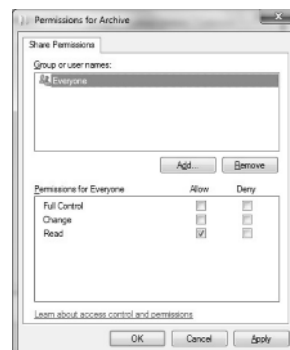 Permissions for Archive
Share Permissions
Group or user names:
Everyone
Add...
Remove
Permissions for Everyone
Allow
Deny
Full Control
Change
Read
Learn about access control and permissions
OK
Cancel
Apply